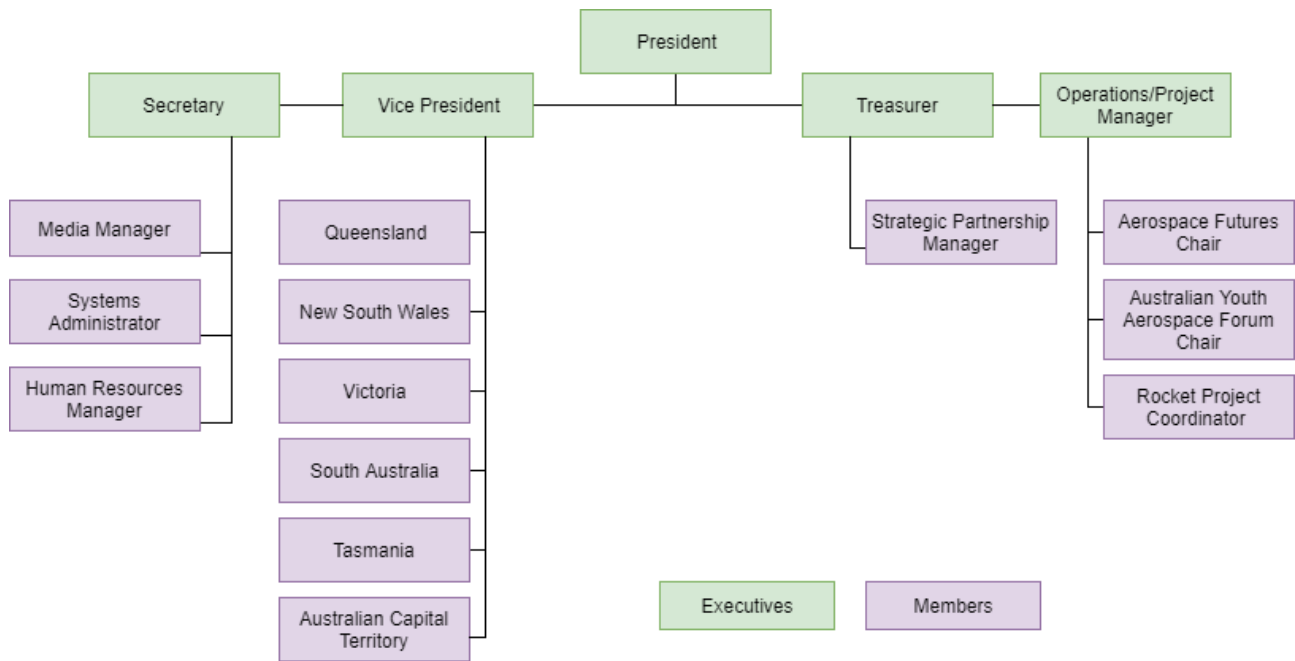 President
Secretary
Vice President
Treasurer
Operations/Project
Manager
Media Manager
Systems
Administrator
Human Resources
Manager
Queensland
New South Wales
Victoria
South Australia
Tasmania
Australian Capital
Territory
Strategic Partnership
Manager
Aerospace Futures
Chair
Australian Youth
Aerospace Forum
Chair
Rocket Project
Coordinator
Executives
Members